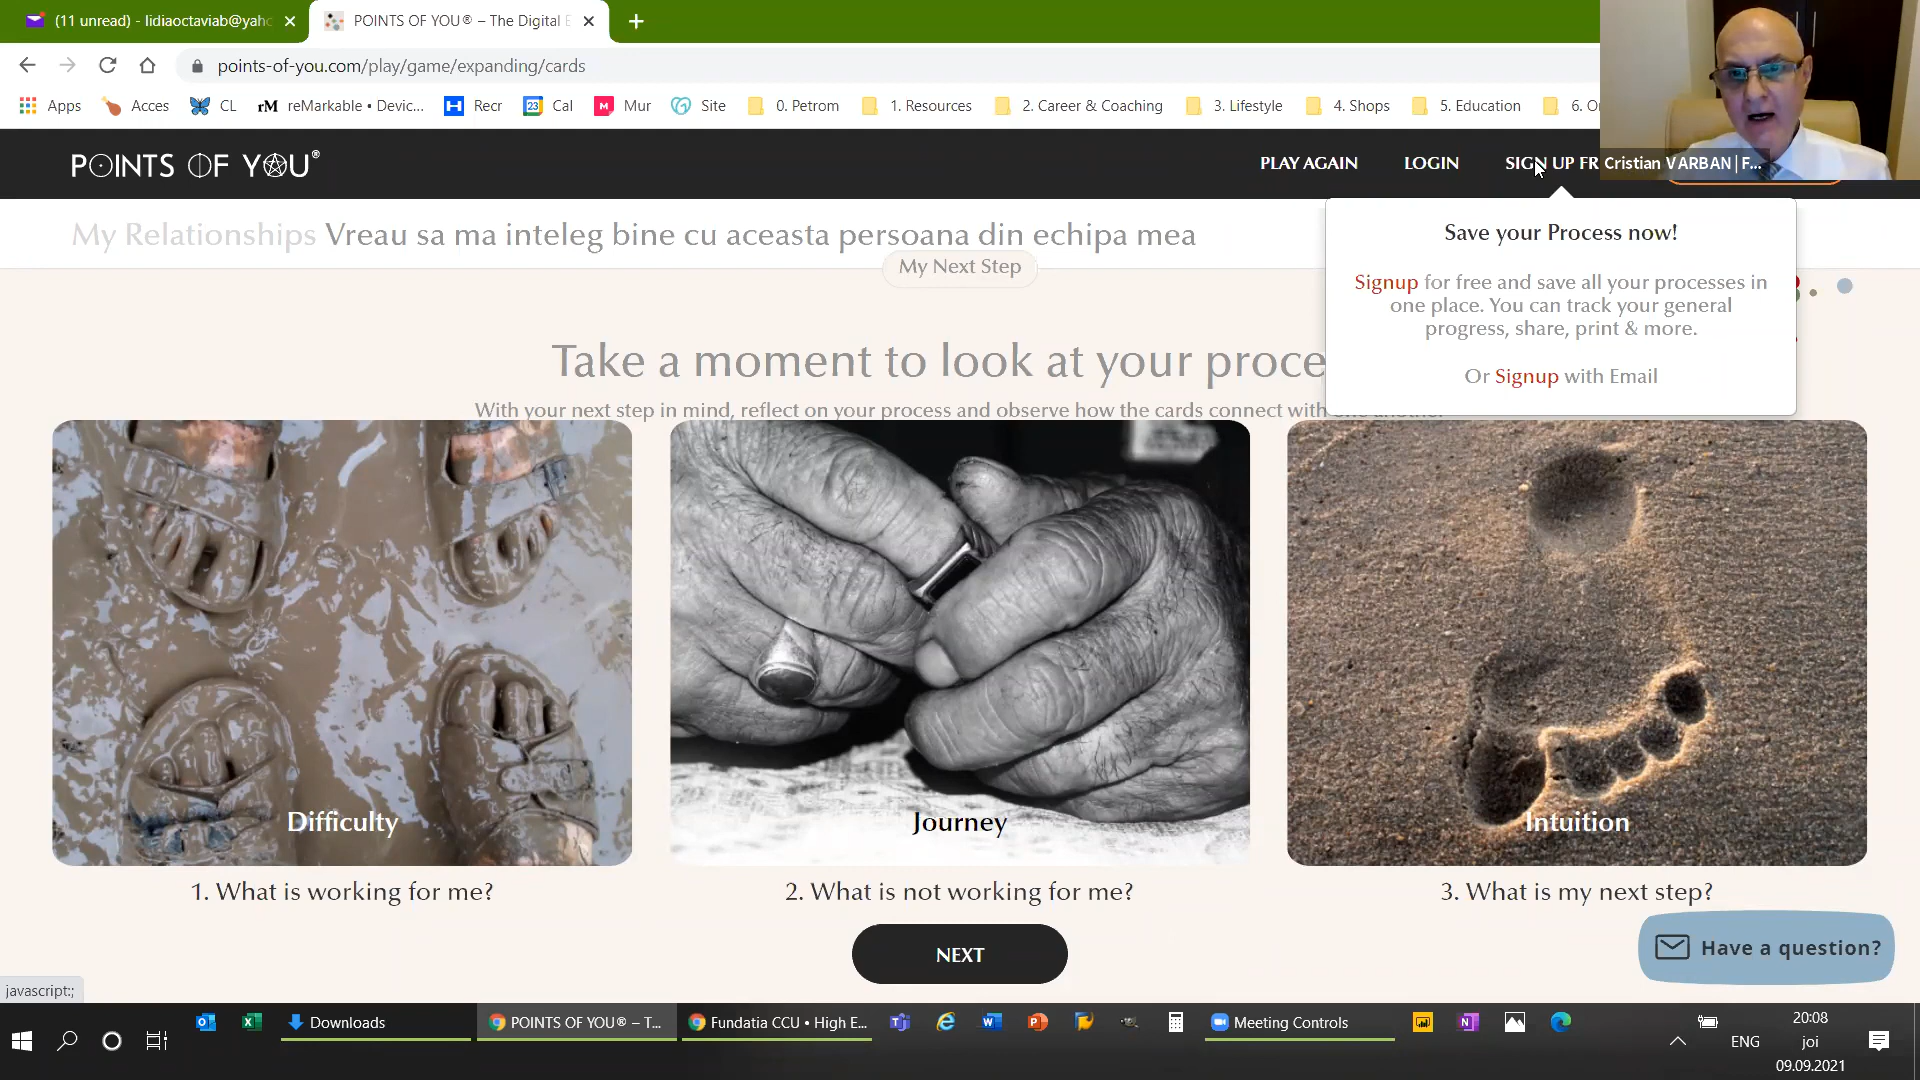 (11 unread) - lidiaoctaviab@yaho
POINTS OF YOU® – The Digital E
points-of-you.com/play/game/expanding/cards
Apps
Acces
CL
rM reMarkable • Devic...
Recr
23 Cal
Mur
Site
0. Petrom
1. Resources
2. Career & Coaching
3. Lifestyle
4. Shops
5. Education
6. O
POINTS OF YOU®
PLAY AGAIN
LOGIN
SIGN UP FR
Cristian VARBAN | F...
My Relationships Vreau sa ma inteleg bine cu aceasta persoana din echipa mea
My Next Step
Save your Process now!
Signup for free and save all your processes in
one place. You can track your general
progress, share, print & more.
Or Signup with Email
Take a moment to look at your proce
With your next step in mind, reflect on your process and observe how the cards connect with one another
Difficulty
Journey
Intuition
1. What is working for me?
2. What is not working for me?
3. What is my next step?
NEXT
Have a question?
javascript:;
Downloads
POINTS OF YOU® – T...
Fundatia CCU • High E...
Meeting Controls
ENG
20:08
joi
09.09.2021